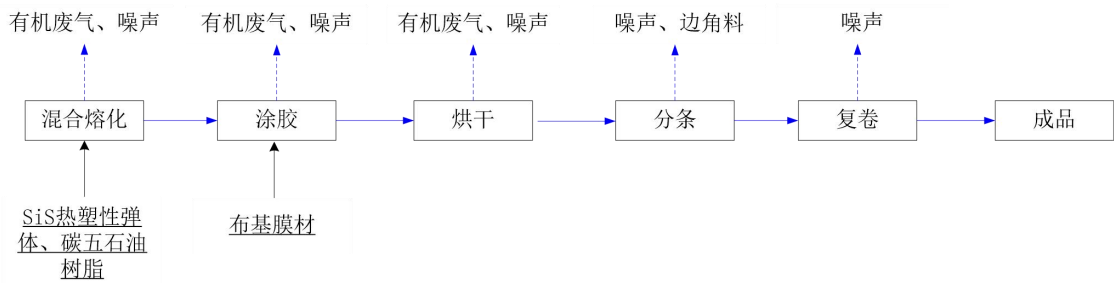 有机废气、噪声
有机废气、噪声
有机废气、噪声
噪声、边角料
噪声
混合熔化
涂胶
烘干
分条
复卷
成品
SiS热塑性弹
体、碳五石油
树脂
布基膜材